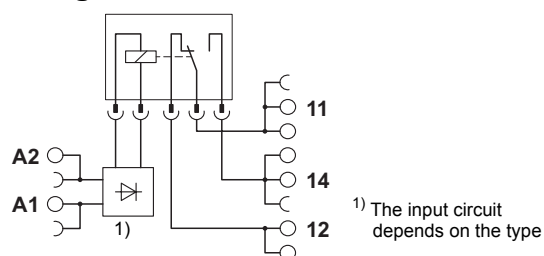 11
A2
14
A1
1)
12
1) The input circuit
depends on the type